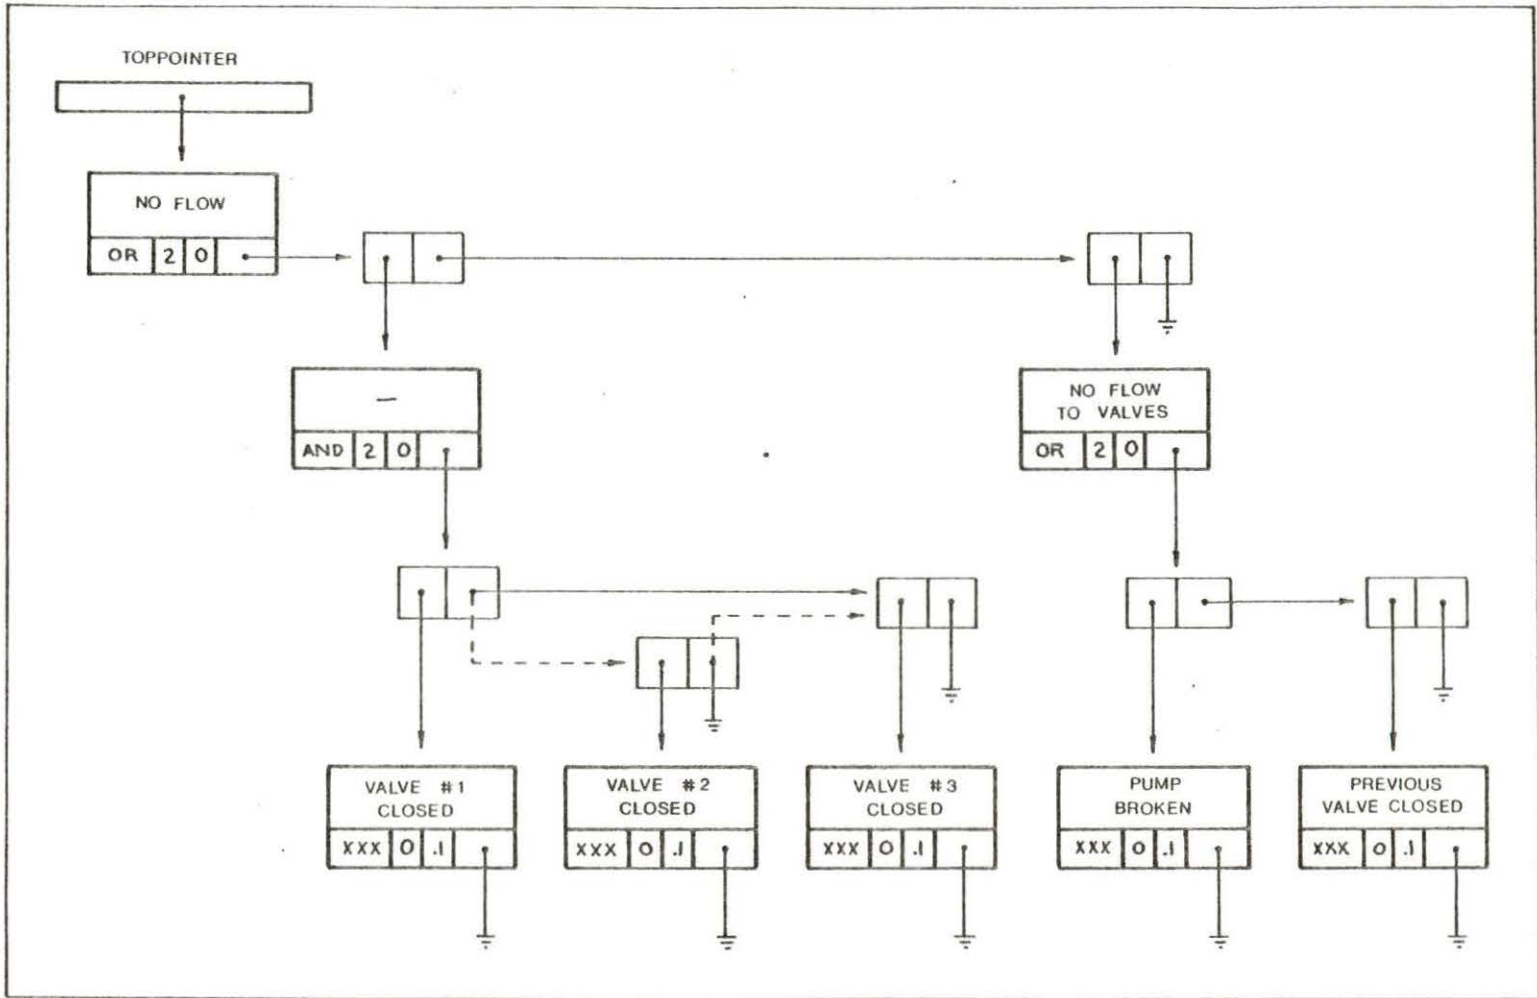 TOPPOINTER
NO FLOW
OR 2 0
—
AND 2 0
NO FLOW
TO VALVES
OR 2 0
VALVE #1
CLOSED
XXX 0 .1
VALVE #2
CLOSED
XXX 0 .1
VALVE #3
CLOSED
XXX 0 .1
PUMP
BROKEN
XXX 0 .1
PREVIOUS
VALVE CLOSED
XXX 0 .1